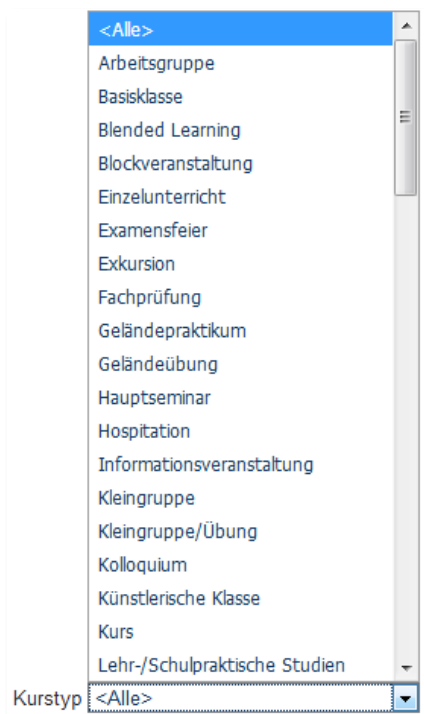 <Alle>
Arbeitsgruppe
Basisklasse
Blended Learning
Blockveranstaltung
Einzelunterricht
Examensfeier
Exkursion
Fachprüfung
Geländepraktikum
Geländeübung
Hauptseminar
Hospitation
Informationsveranstaltung
Kleingruppe
Kleingruppe/Übung
Kolloquium
Künstlerische Klasse
Kurs
Lehr-/Schulpraktische Studien
Kurstyp <Alle>